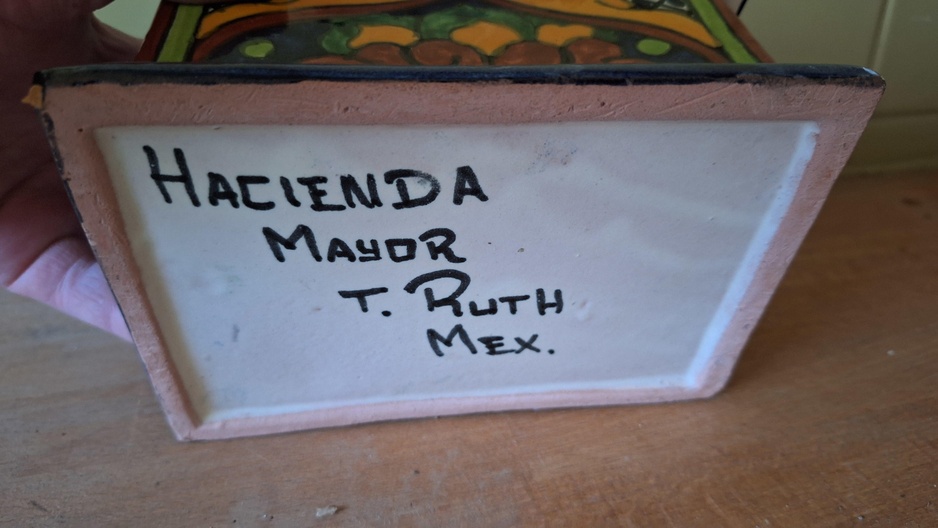 HACIENDA
MAYOR
T. RUTH
MEX.